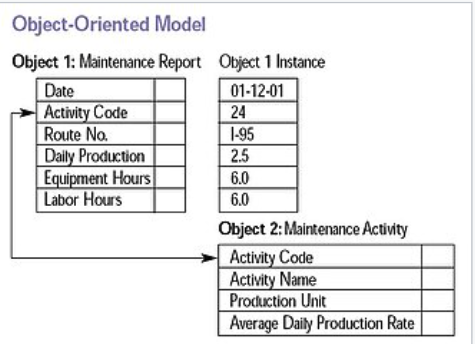 Object-Oriented Model
Object 1: Maintenance Report Object 1 Instance
Date 01-12-01
Activity Code 24
Route No. I-95
Daily Production 2.5
Equipment Hours 6.0
Labor Hours 6.0
Object 2: Maintenance Activity
Activity Code
Activity Name
Production Unit
Average Daily Production Rate